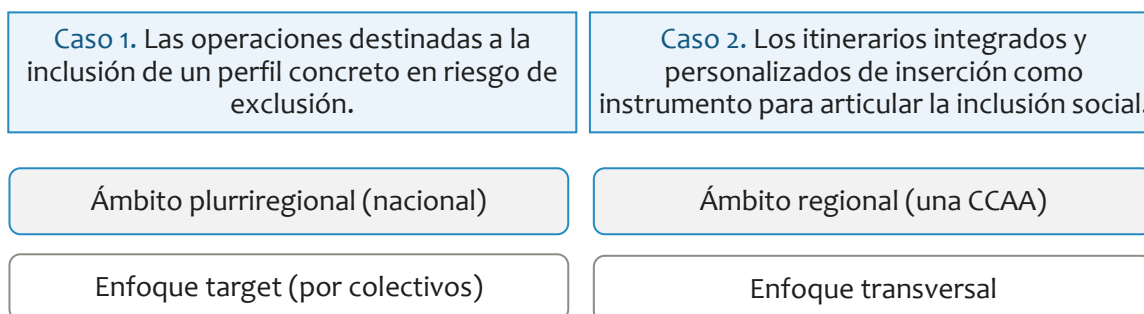 Caso 1. Las operaciones destinadas a la
inclusión de un perfil concreto en riesgo de
exclusión.
Caso 2. Los itinerarios integrados y
personalizados de inserción como
instrumento para articular la inclusión social.
Ámbito plurriregional (nacional)
Ámbito regional (una CCAA)
Enfoque target (por colectivos)
Enfoque transversal